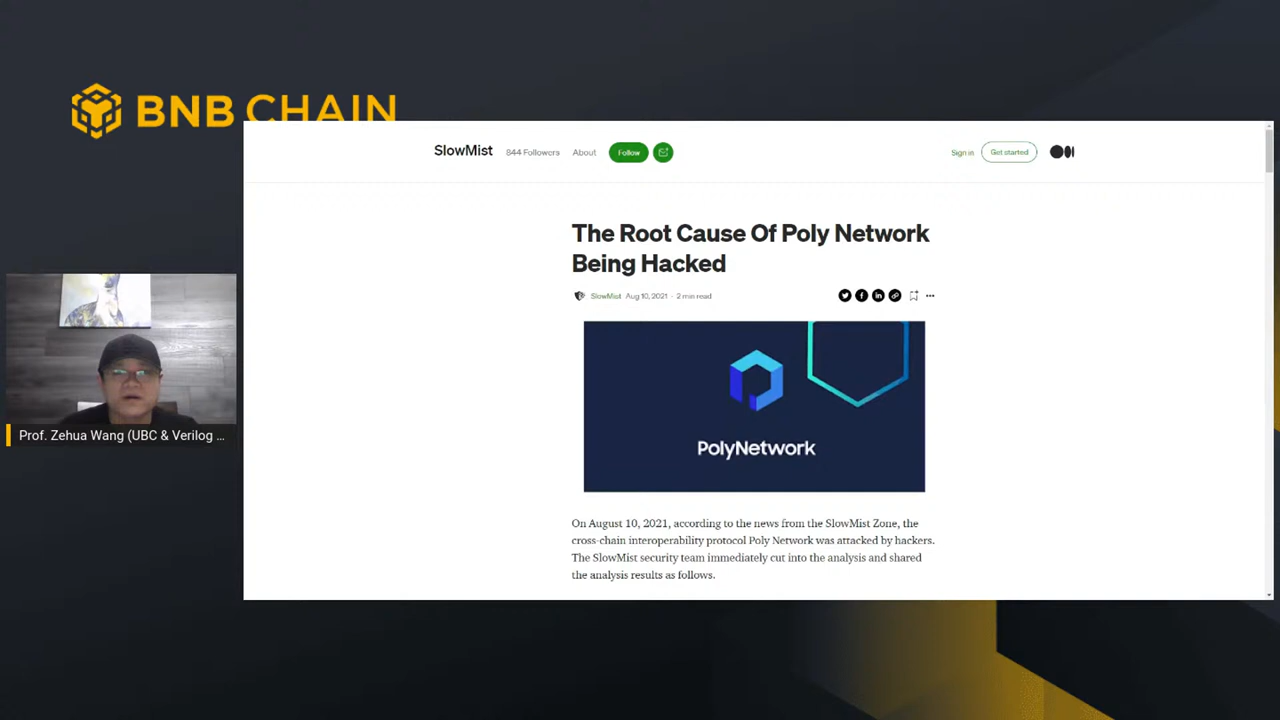 BNB CHAIN
SlowMist 844 Followers About Follow Sign in Get started
The Root Cause Of Poly Network
Being Hacked
SlowMist Aug 10, 2021 · 2 min read
PolyNetwork
On August 10, 2021, according to the news from the SlowMist Zone, the
cross-chain interoperability protocol Poly Network was attacked by hackers.
The SlowMist security team immediately cut into the analysis and shared
the analysis results as follows.
Prof. Zehua Wang (UBC & Verilog ...